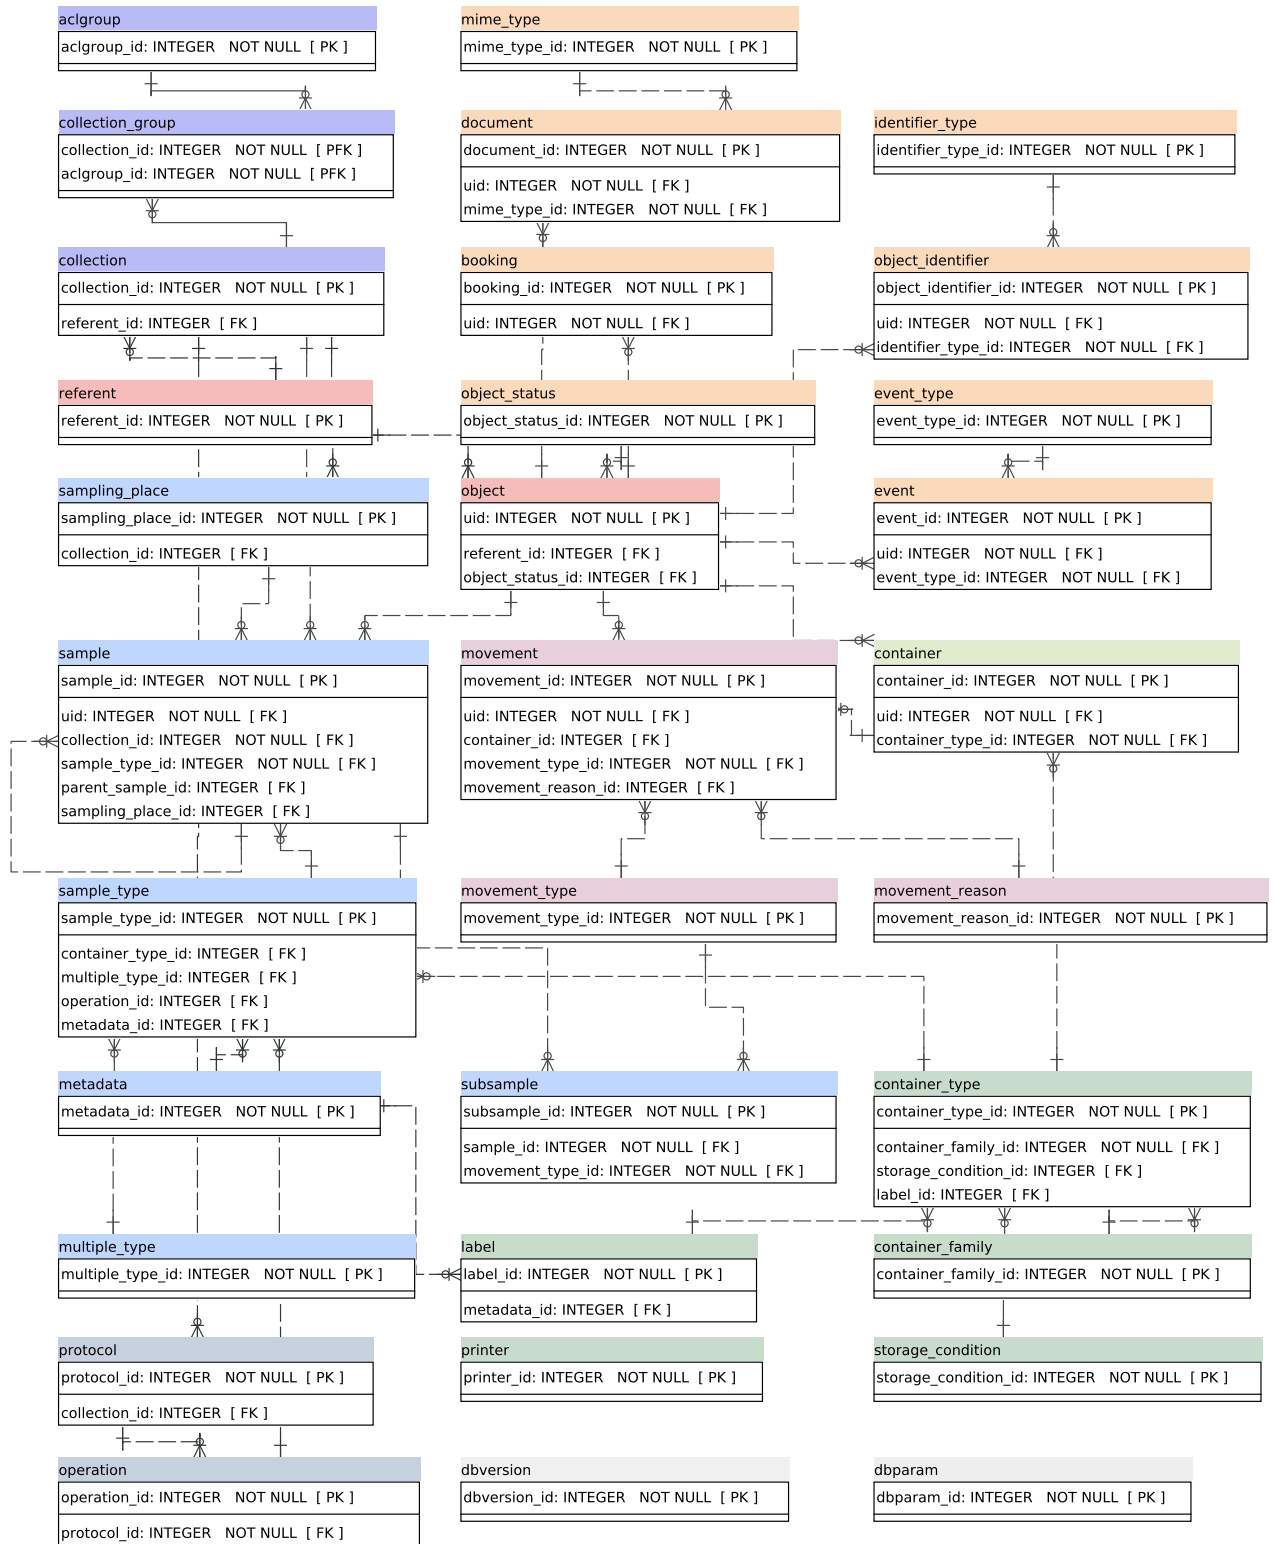 aclgroup
aclgroup_id: INTEGER   NOT NULL  [ PK ]
mime_type
mime_type_id: INTEGER   NOT NULL  [ PK ]
collection_group
collection_id: INTEGER   NOT NULL  [ PFK ]
aclgroup_id: INTEGER   NOT NULL  [ PFK ]
document
document_id: INTEGER   NOT NULL  [ PK ]
uid: INTEGER   NOT NULL  [ FK ]
mime_type_id: INTEGER   NOT NULL  [ FK ]
identifier_type
identifier_type_id: INTEGER   NOT NULL  [ PK ]
collection
collection_id: INTEGER   NOT NULL  [ PK ]
referent_id: INTEGER  [ FK ]
booking
booking_id: INTEGER   NOT NULL  [ PK ]
uid: INTEGER   NOT NULL  [ FK ]
object_identifier
object_identifier_id: INTEGER   NOT NULL  [ PK ]
uid: INTEGER   NOT NULL  [ FK ]
identifier_type_id: INTEGER   NOT NULL  [ FK ]
referent
referent_id: INTEGER   NOT NULL  [ PK ]
object_status
object_status_id: INTEGER   NOT NULL  [ PK ]
event_type
event_type_id: INTEGER   NOT NULL  [ PK ]
sampling_place
sampling_place_id: INTEGER   NOT NULL  [ PK ]
collection_id: INTEGER  [ FK ]
object
uid: INTEGER   NOT NULL  [ PK ]
referent_id: INTEGER  [ FK ]
object_status_id: INTEGER  [ FK ]
event
event_id: INTEGER   NOT NULL  [ PK ]
uid: INTEGER   NOT NULL  [ FK ]
event_type_id: INTEGER   NOT NULL  [ FK ]
sample
sample_id: INTEGER   NOT NULL  [ PK ]
uid: INTEGER   NOT NULL  [ FK ]
collection_id: INTEGER   NOT NULL  [ FK ]
sample_type_id: INTEGER   NOT NULL  [ FK ]
parent_sample_id: INTEGER  [ FK ]
sampling_place_id: INTEGER  [ FK ]
movement
movement_id: INTEGER   NOT NULL  [ PK ]
uid: INTEGER   NOT NULL  [ FK ]
container_id: INTEGER  [ FK ]
movement_type_id: INTEGER   NOT NULL  [ FK ]
movement_reason_id: INTEGER  [ FK ]
container
container_id: INTEGER   NOT NULL  [ PK ]
uid: INTEGER   NOT NULL  [ FK ]
container_type_id: INTEGER   NOT NULL  [ FK ]
sample_type
sample_type_id: INTEGER   NOT NULL  [ PK ]
container_type_id: INTEGER  [ FK ]
multiple_type_id: INTEGER  [ FK ]
operation_id: INTEGER  [ FK ]
metadata_id: INTEGER  [ FK ]
movement_type
movement_type_id: INTEGER   NOT NULL  [ PK ]
movement_reason
movement_reason_id: INTEGER   NOT NULL  [ PK ]
metadata
metadata_id: INTEGER   NOT NULL  [ PK ]
subsample
subsample_id: INTEGER   NOT NULL  [ PK ]
sample_id: INTEGER   NOT NULL  [ FK ]
movement_type_id: INTEGER   NOT NULL  [ FK ]
container_type
container_type_id: INTEGER   NOT NULL  [ PK ]
container_family_id: INTEGER   NOT NULL  [ FK ]
storage_condition_id: INTEGER  [ FK ]
label_id: INTEGER  [ FK ]
multiple_type
multiple_type_id: INTEGER   NOT NULL  [ PK ]
label
label_id: INTEGER   NOT NULL  [ PK ]
metadata_id: INTEGER  [ FK ]
container_family
container_family_id: INTEGER   NOT NULL  [ PK ]
protocol
protocol_id: INTEGER   NOT NULL  [ PK ]
collection_id: INTEGER  [ FK ]
printer
printer_id: INTEGER   NOT NULL  [ PK ]
storage_condition
storage_condition_id: INTEGER   NOT NULL  [ PK ]
operation
operation_id: INTEGER   NOT NULL  [ PK ]
protocol_id: INTEGER   NOT NULL  [ FK ]
dbversion
dbversion_id: INTEGER   NOT NULL  [ PK ]
dbparam
dbparam_id: INTEGER   NOT NULL  [ PK ]